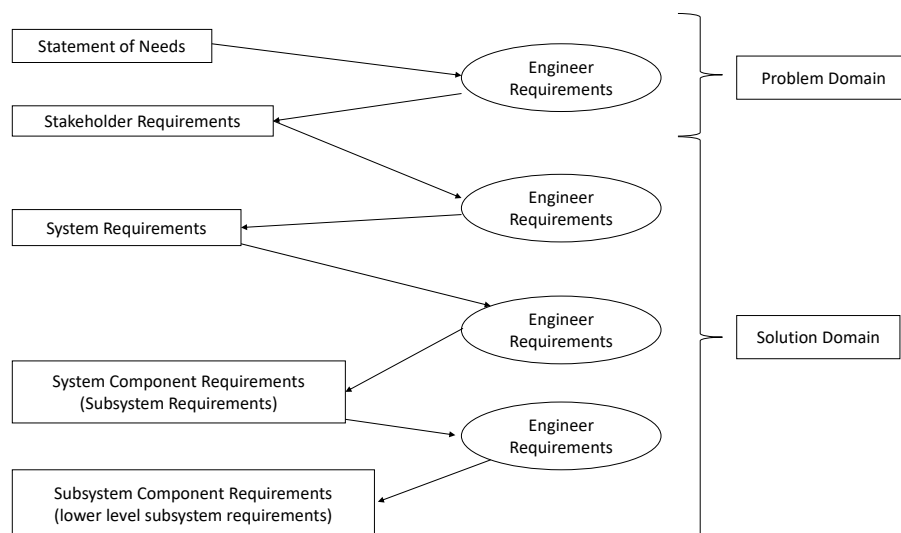 Statement of Needs
Engineer
Requirements
Problem Domain
Stakeholder Requirements
Engineer
Requirements
System Requirements
Engineer
Requirements
Solution Domain
System Component Requirements
(Subsystem Requirements)
Engineer
Requirements
Subsystem Component Requirements
(lower level subsystem requirements)